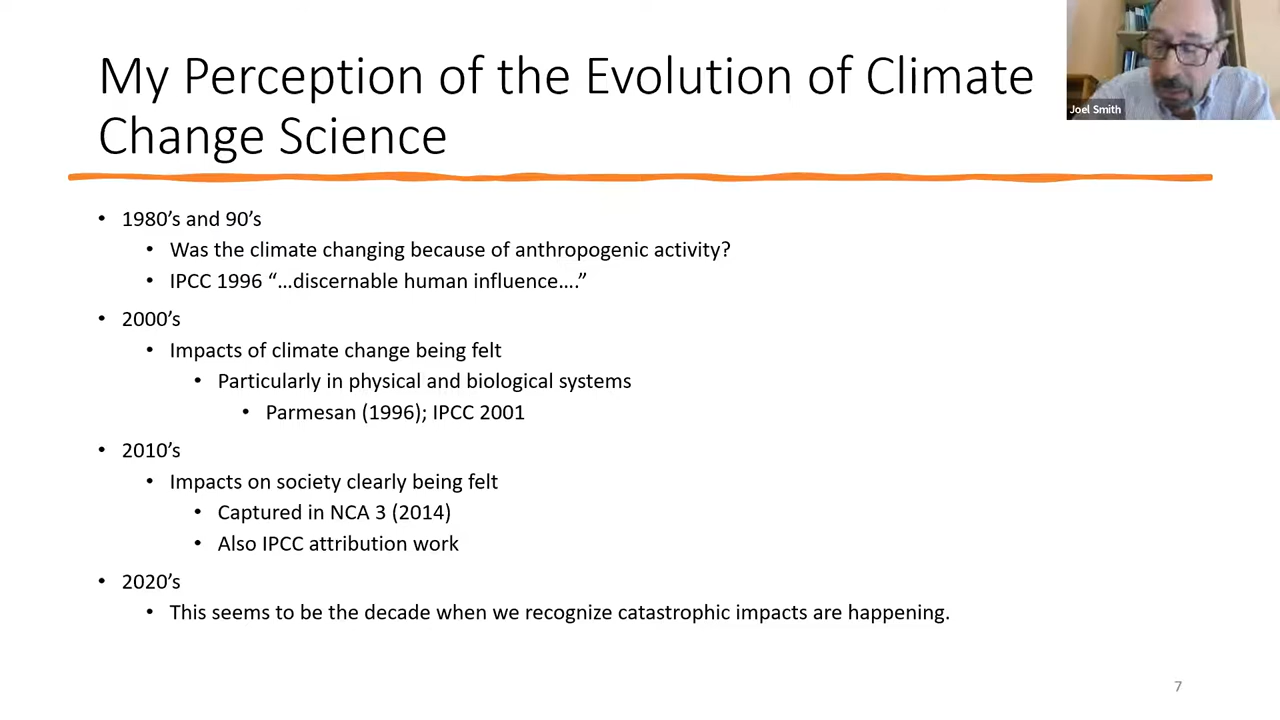 My Perception of the Evolution of Climate
Change Science
Joel Smith
• 1980’s and 90’s
• Was the climate changing because of anthropogenic activity?
• IPCC 1996 “…discernable human influence….”
• 2000’s
• Impacts of climate change being felt
• Particularly in physical and biological systems
• Parmesan (1996); IPCC 2001
• 2010’s
• Impacts on society clearly being felt
• Captured in NCA 3 (2014)
• Also IPCC attribution work
• 2020’s
• This seems to be the decade when we recognize catastrophic impacts are happening.
7